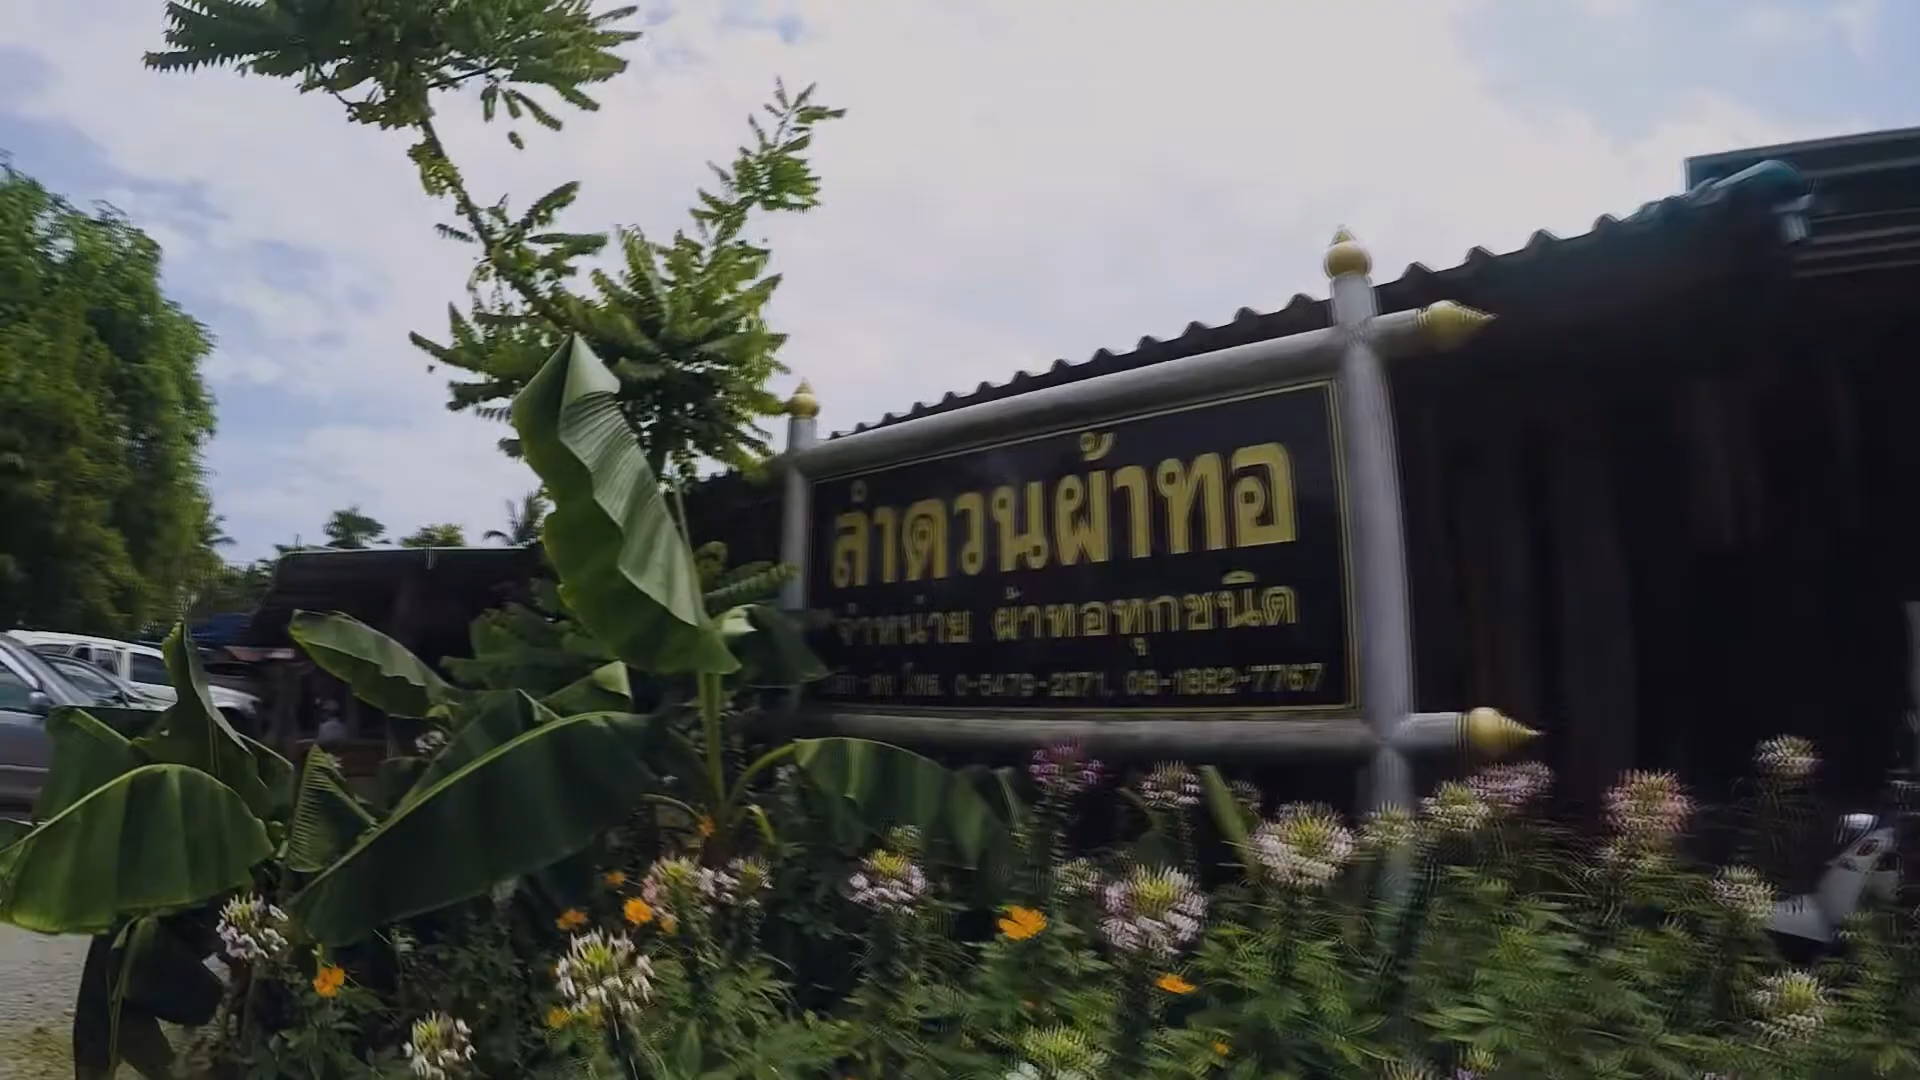 ลำดวนผ้าทอ
จำหน่าย ผ้าทอทุกชนิด
โทร. 0-5479-2371, 08-1882-7767